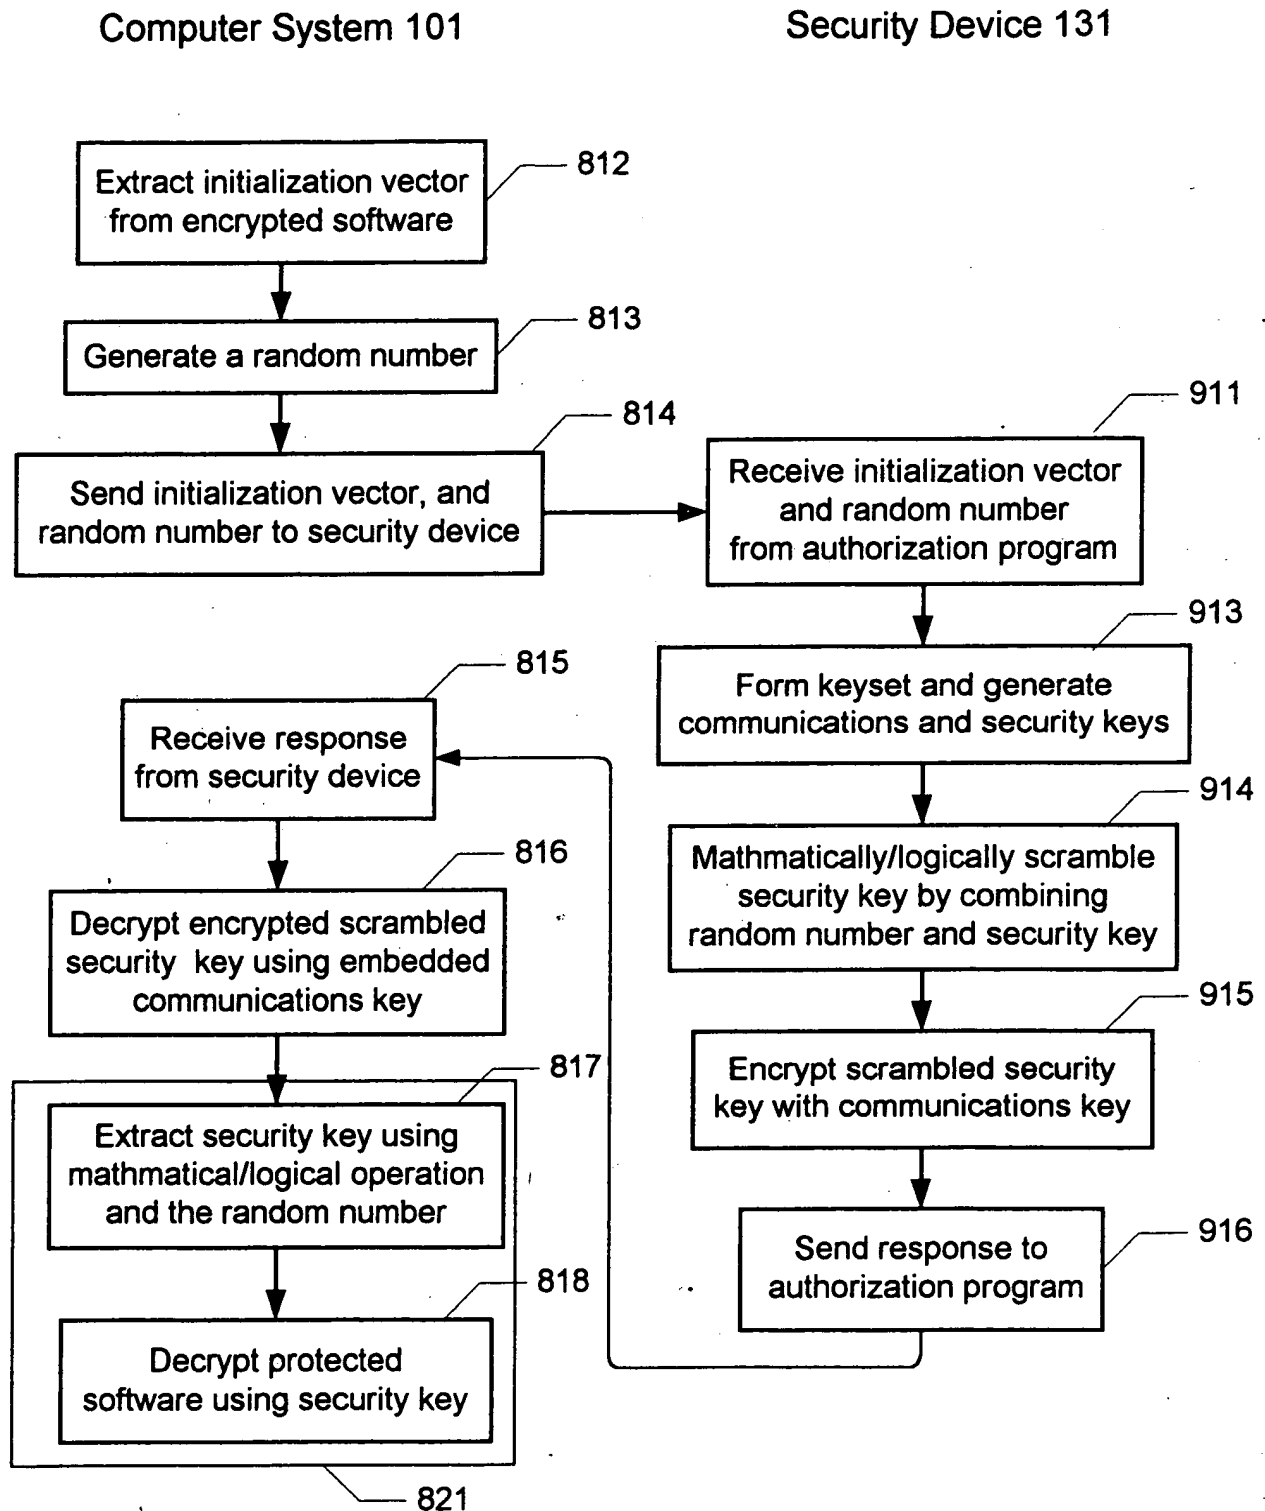 Computer System 101
Security Device 131
812
Extract initialization vector
from encrypted software
813
Generate a random number
814
Send initialization vector, and
random number to security device
911
Receive initialization vector
and random number
from authorization program
913
Form keyset and generate
communications and security keys
914
Mathmatically/logically scramble
security key by combining
random number and security key
915
Encrypt scrambled security
key with communications key
916
Send response to
authorization program
815
Receive response
from security device
816
Decrypt encrypted scrambled
security key using embedded
communications key
817
Extract security key using
mathmatical/logical operation
and the random number
818
Decrypt protected
software using security key
821